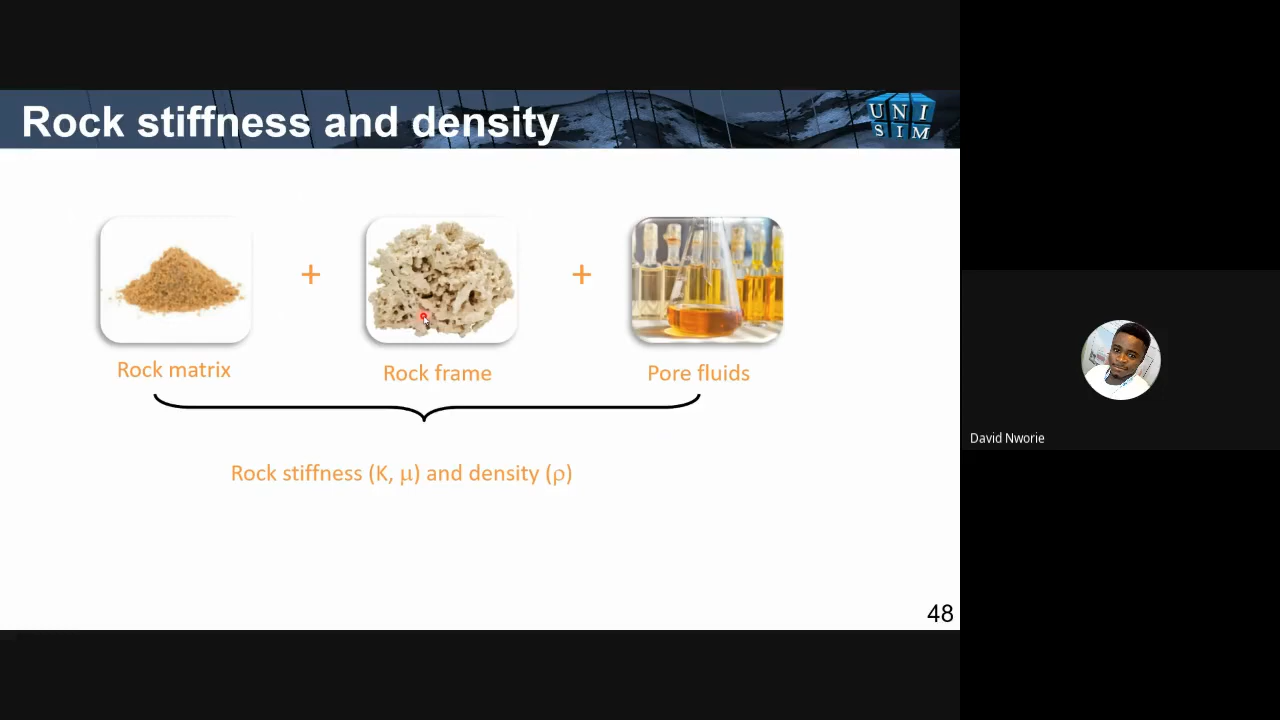 Rock stiffness and density
UNI
SIM
+
+
Rock matrix
Rock frame
Pore fluids
Rock stiffness (K, μ) and density (ρ)
48
David Nworie